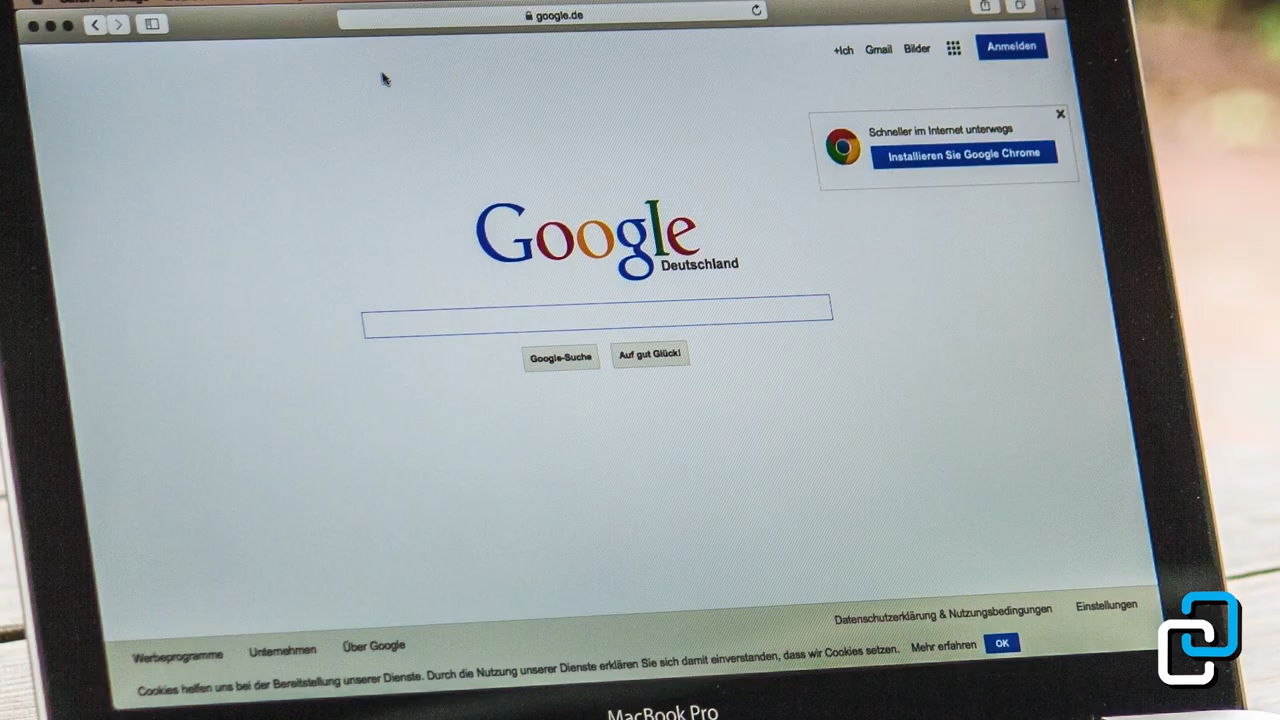 google.de
+Ich Gmail Bilder Anmelden
Schneller im Internet unterwegs
Installieren Sie Google Chrome
Google
Deutschland
Google-Suche Auf gut Glück!
Datenschutzerklärung & Nutzungsbedingungen Einstellungen
Werbeprogramme Unternehmen Über Google
Cookies helfen uns bei der Bereitstellung unserer Dienste. Durch die Nutzung unserer Dienste erklären Sie sich damit einverstanden, dass wir Cookies setzen. Mehr erfahren OK
MacBook Pro